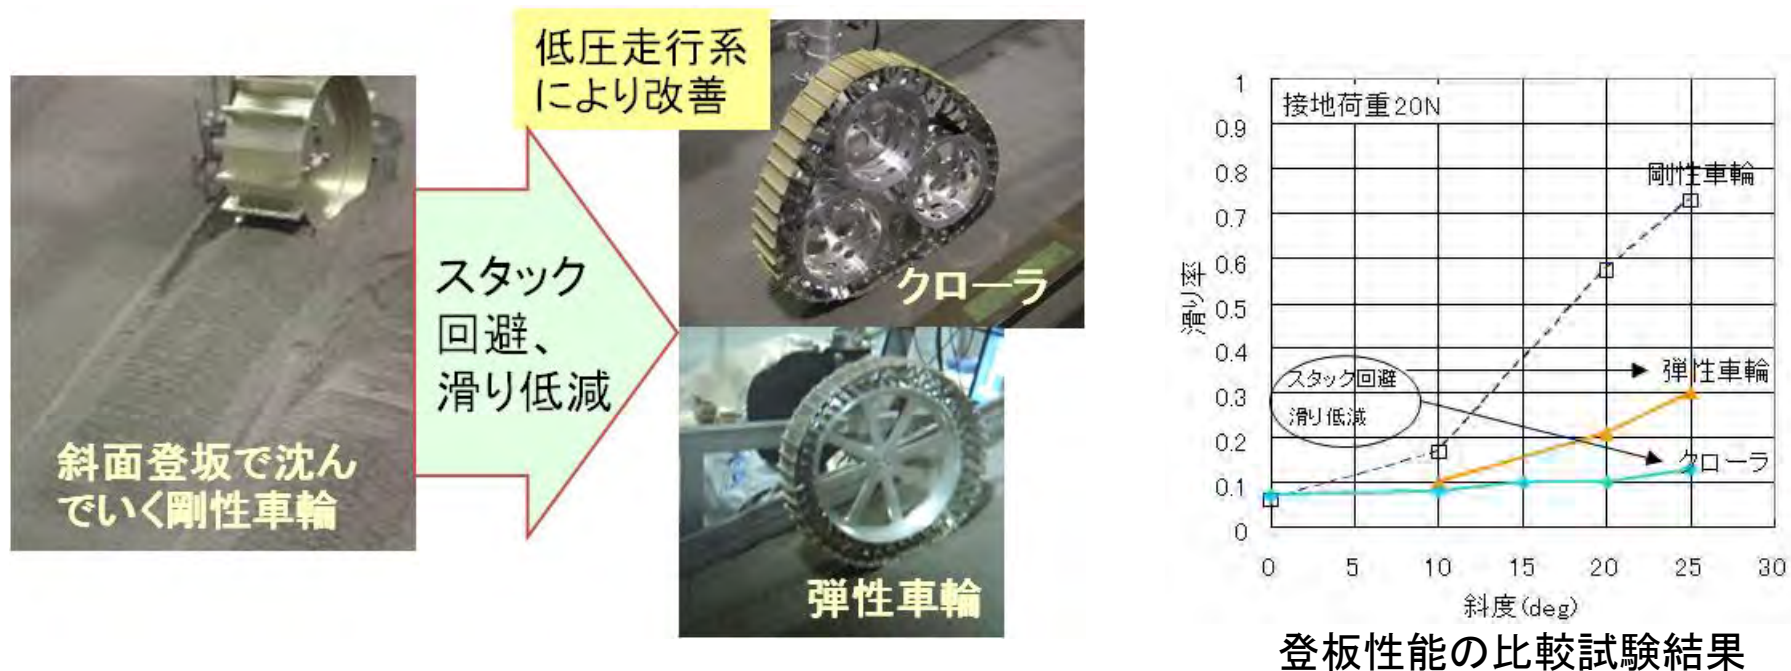 低圧走行系
により改善
スタック
回避、
滑り低減
斜面登坂で沈ん
でいく剛性車輪
クローラ
弾性車輪
接地荷重20N
1
0.9
0.8
0.7
0.6
0.5
0.4
0.3
0.2
0.1
0
滑り率
剛性車輪
弾性車輪
スタック回避
滑り低減
クローラ
0 5 10 15 20 25 30
斜度(deg)
登板性能の比較試験結果